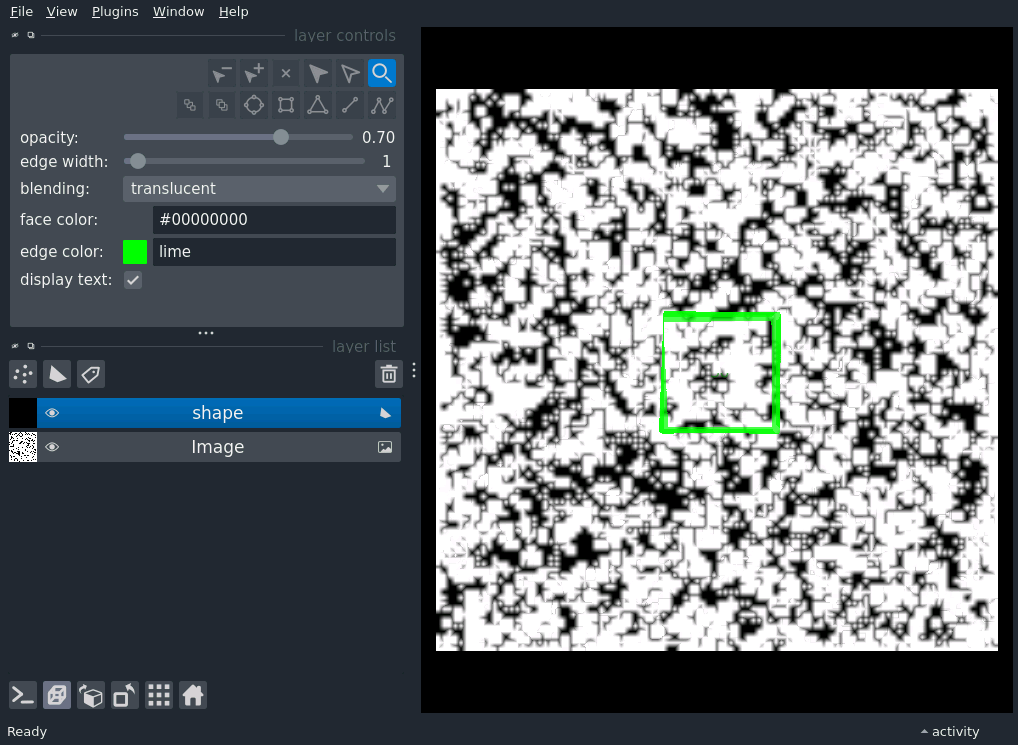 File View Plugins Window Help
layer controls
opacity: 0.70
edge width: 1
blending: translucent
face color: #00000000
edge color: lime
display text:
layer list
shape
Image
Ready
activity